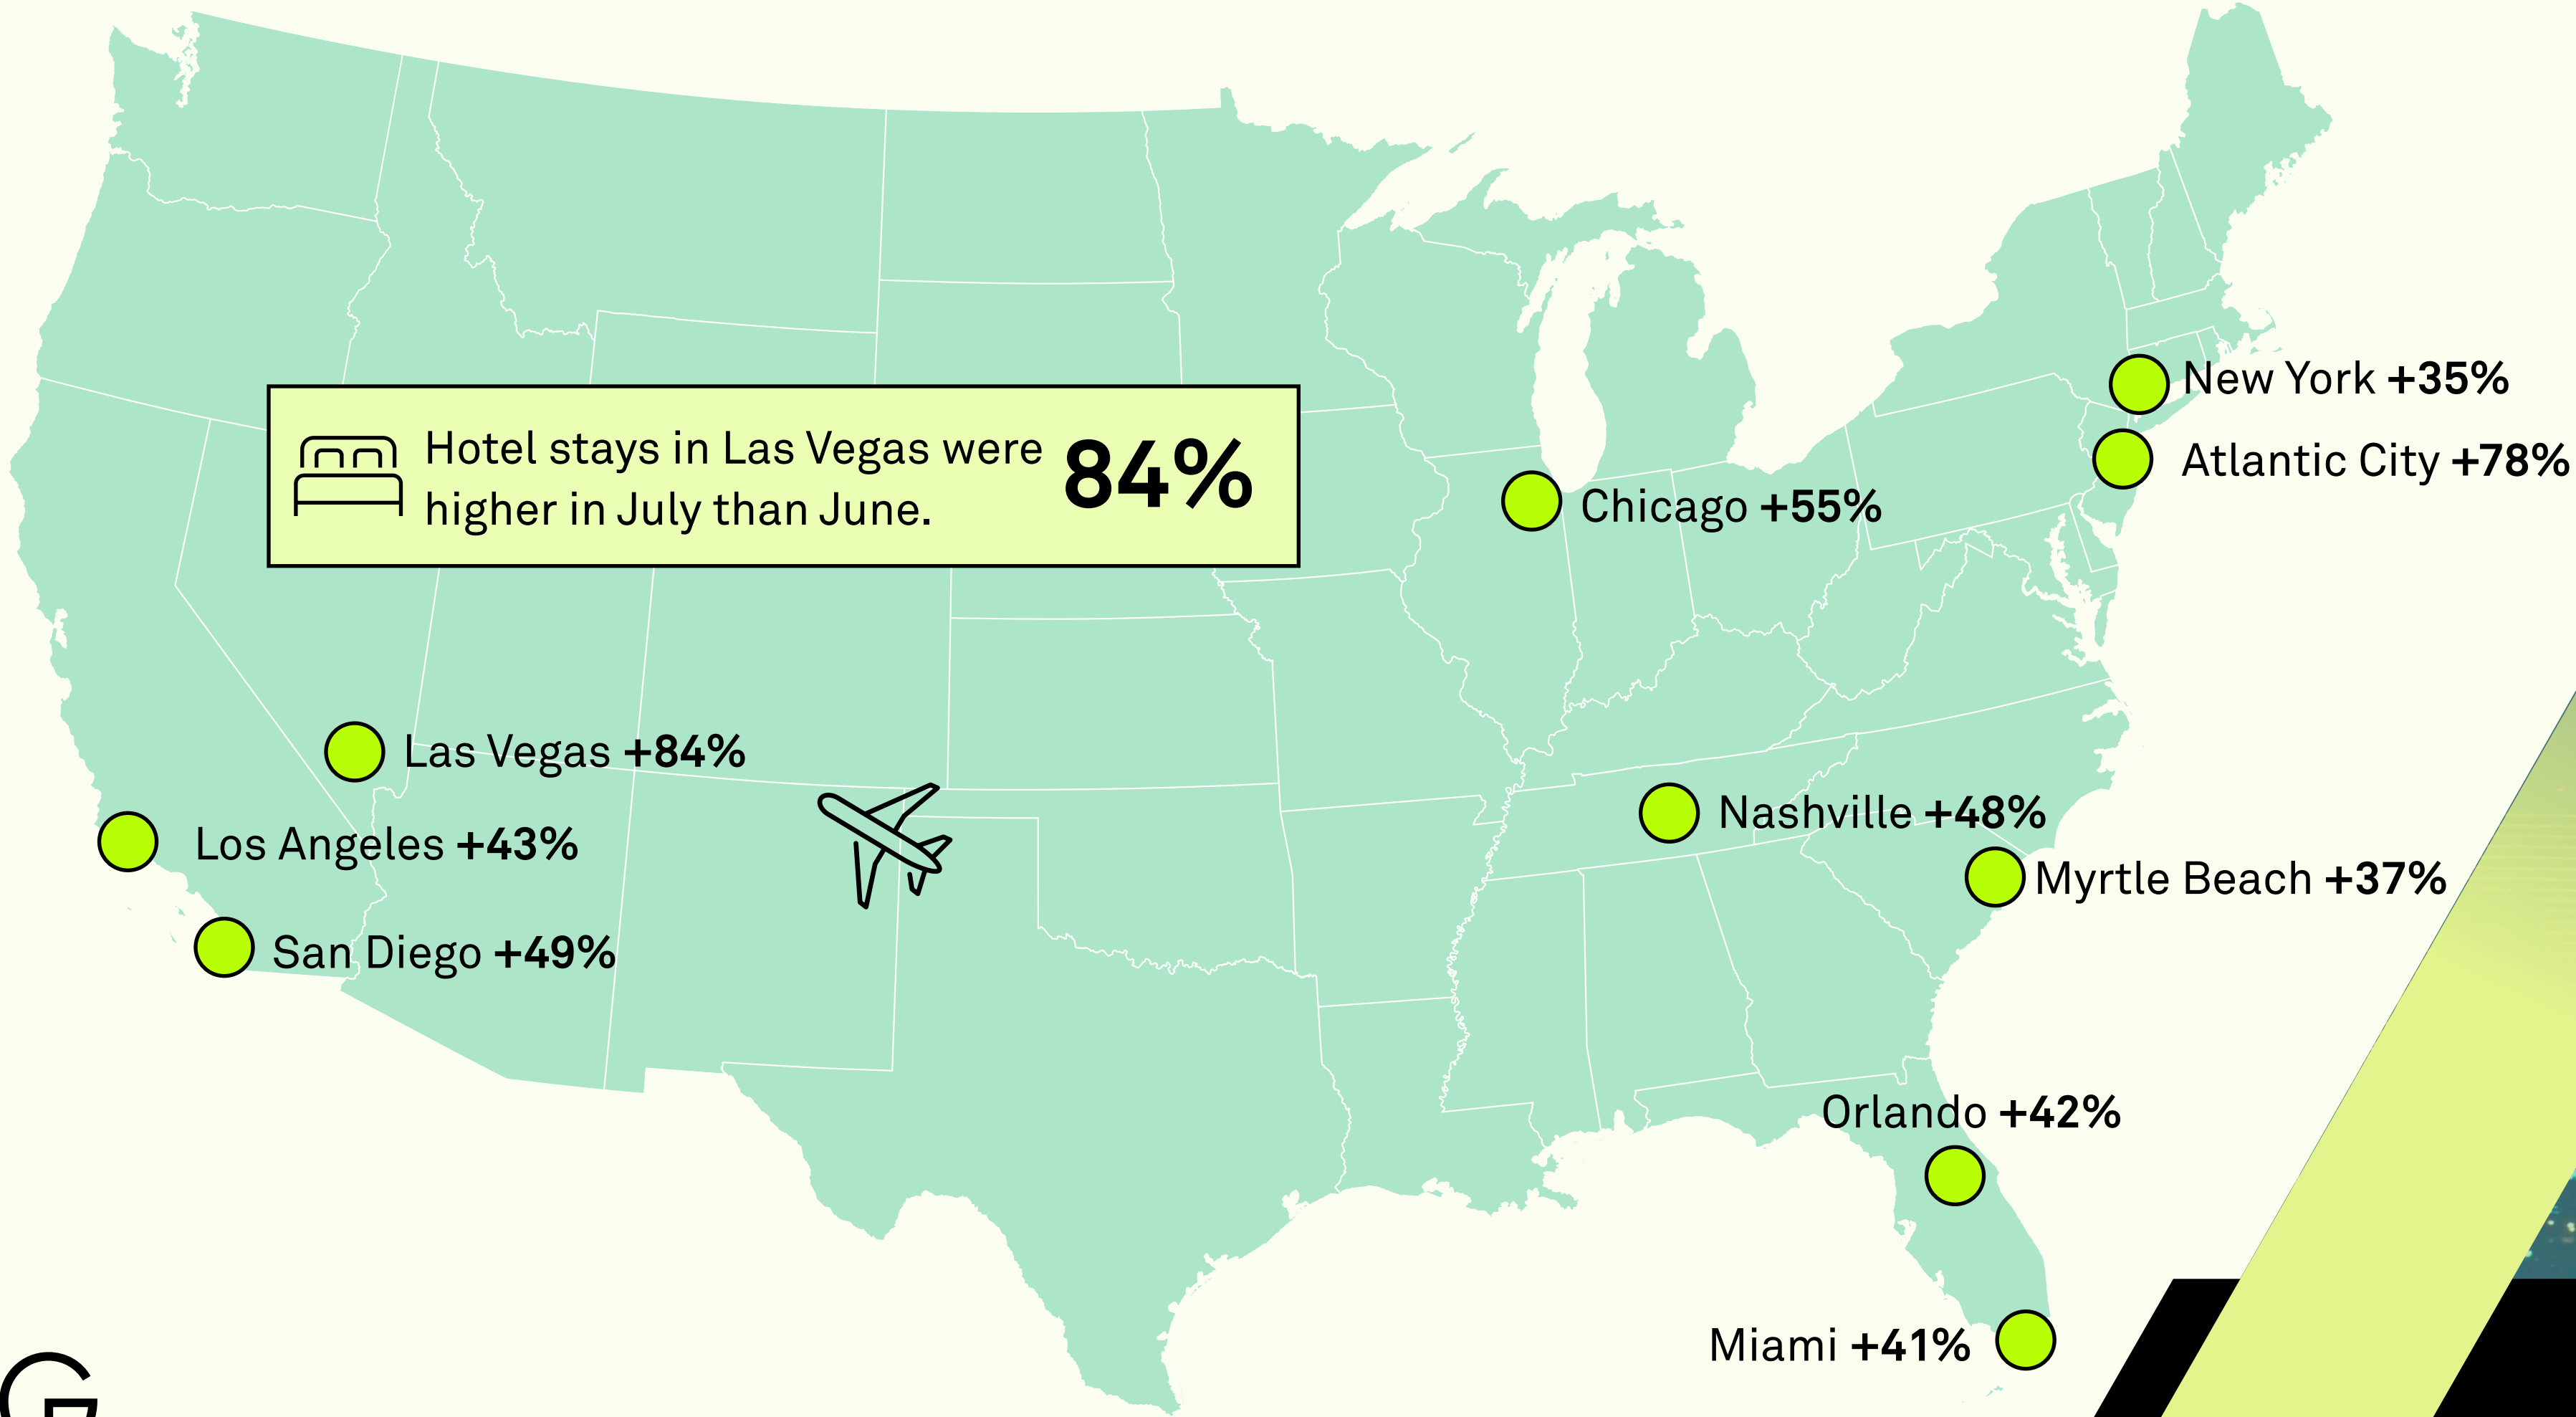 New York +35%
Atlantic City +78%
Hotel stays in Las Vegas were
higher in July than June.
84%
Chicago +55%
Las Vegas +84%
Nashville +48%
Los Angeles +43%
Myrtle Beach +37%
San Diego +49%
Orlando +42%
Miami +41%